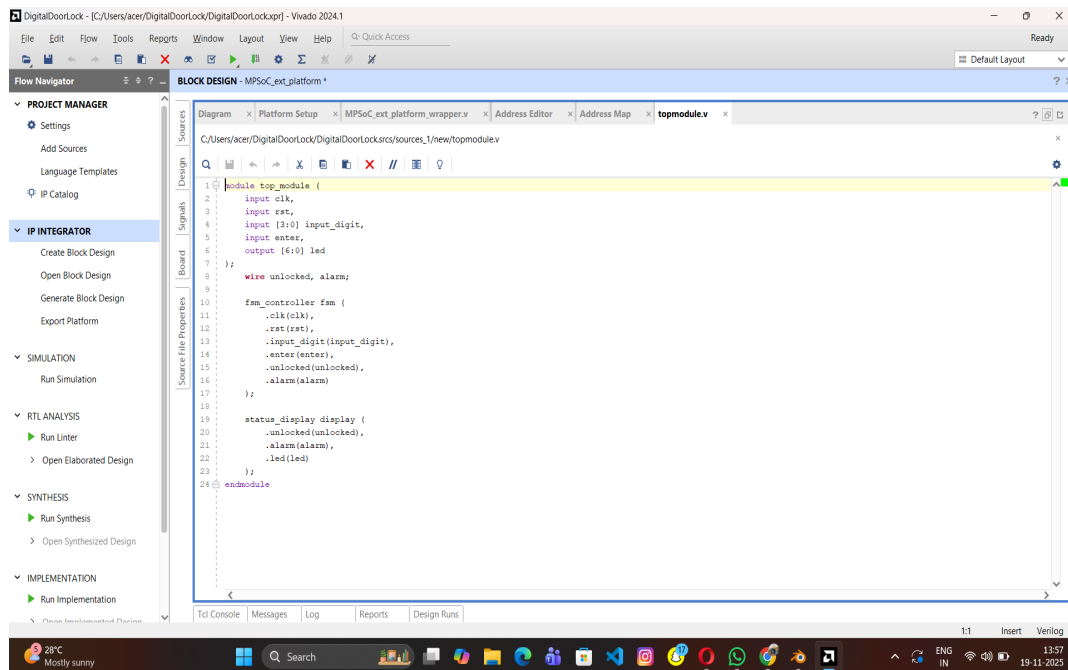 DigitalDoorLock - [C:/Users/acer/DigitalDoorLock/DigitalDoorLock.xpr] - Vivado 2024.1
File Edit Flow Tools Reports Window Layout View Help Q- Quick Access Ready
Default Layout
Flow Navigator
BLOCK DESIGN - MPSoC_ext_platform *
PROJECT MANAGER
Settings
Add Sources
Language Templates
IP Catalog
IP INTEGRATOR
Create Block Design
Open Block Design
Generate Block Design
Export Platform
SIMULATION
Run Simulation
RTL ANALYSIS
Run Linter
Open Elaborated Design
SYNTHESIS
Run Synthesis
Open Synthesized Design
IMPLEMENTATION
Run Implementation
Open Implemented Design
Sources
Design
Signals
Board
Source File Properties
Diagram Platform Setup MPSoC_ext_platform_wrapper.v Address Editor Address Map topmodule.v
C:/Users/acer/DigitalDoorLock/DigitalDoorLock.srcs/sources_1/new/topmodule.v
1 module top_module (
2 input clk,
3 input rst,
4 input [3:0] input_digit,
5 input enter,
6 output [6:0] led
7 );
8 wire unlocked, alarm;
9
10 fsm_controller fsm (
11 .clk(clk),
12 .rst(rst),
13 .input_digit(input_digit),
14 .enter(enter),
15 .unlocked(unlocked),
16 .alarm(alarm)
17 );
18
19 status_display display (
20 .unlocked(unlocked),
21 .alarm(alarm),
22 .led(led)
23 );
24 endmodule
Tcl Console Messages Log Reports Design Runs
1:1 Insert Verilog
5 28°C
Mostly sunny
Search
17
ENG
IN
13:57
19-11-2025